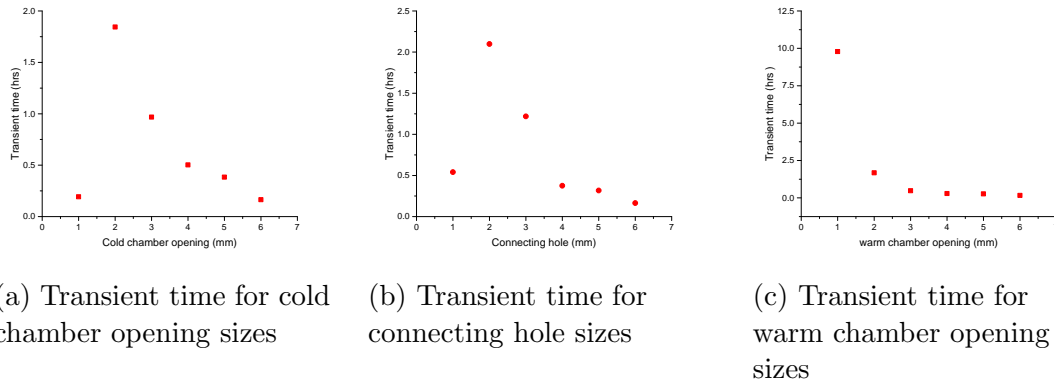 2.0
1.5
1.0
0.5
0.0
0 1 2 3 4 5 6 7
Transient time (hrs)
Cold chamber opening (mm)
2.5
2.0
1.5
1.0
0.5
0.0
0 1 2 3 4 5 6 7
Transient time (hrs)
Connecting hole (mm)
12.5
10.0
7.5
5.0
2.5
0.0
0 1 2 3 4 5 6 7
Transient time (hrs )
warm chamber opening (mm)
(a) Transient time for cold
chamber opening sizes
(b) Transient time for
connecting hole sizes
(c) Transient time for
warm chamber opening
sizes